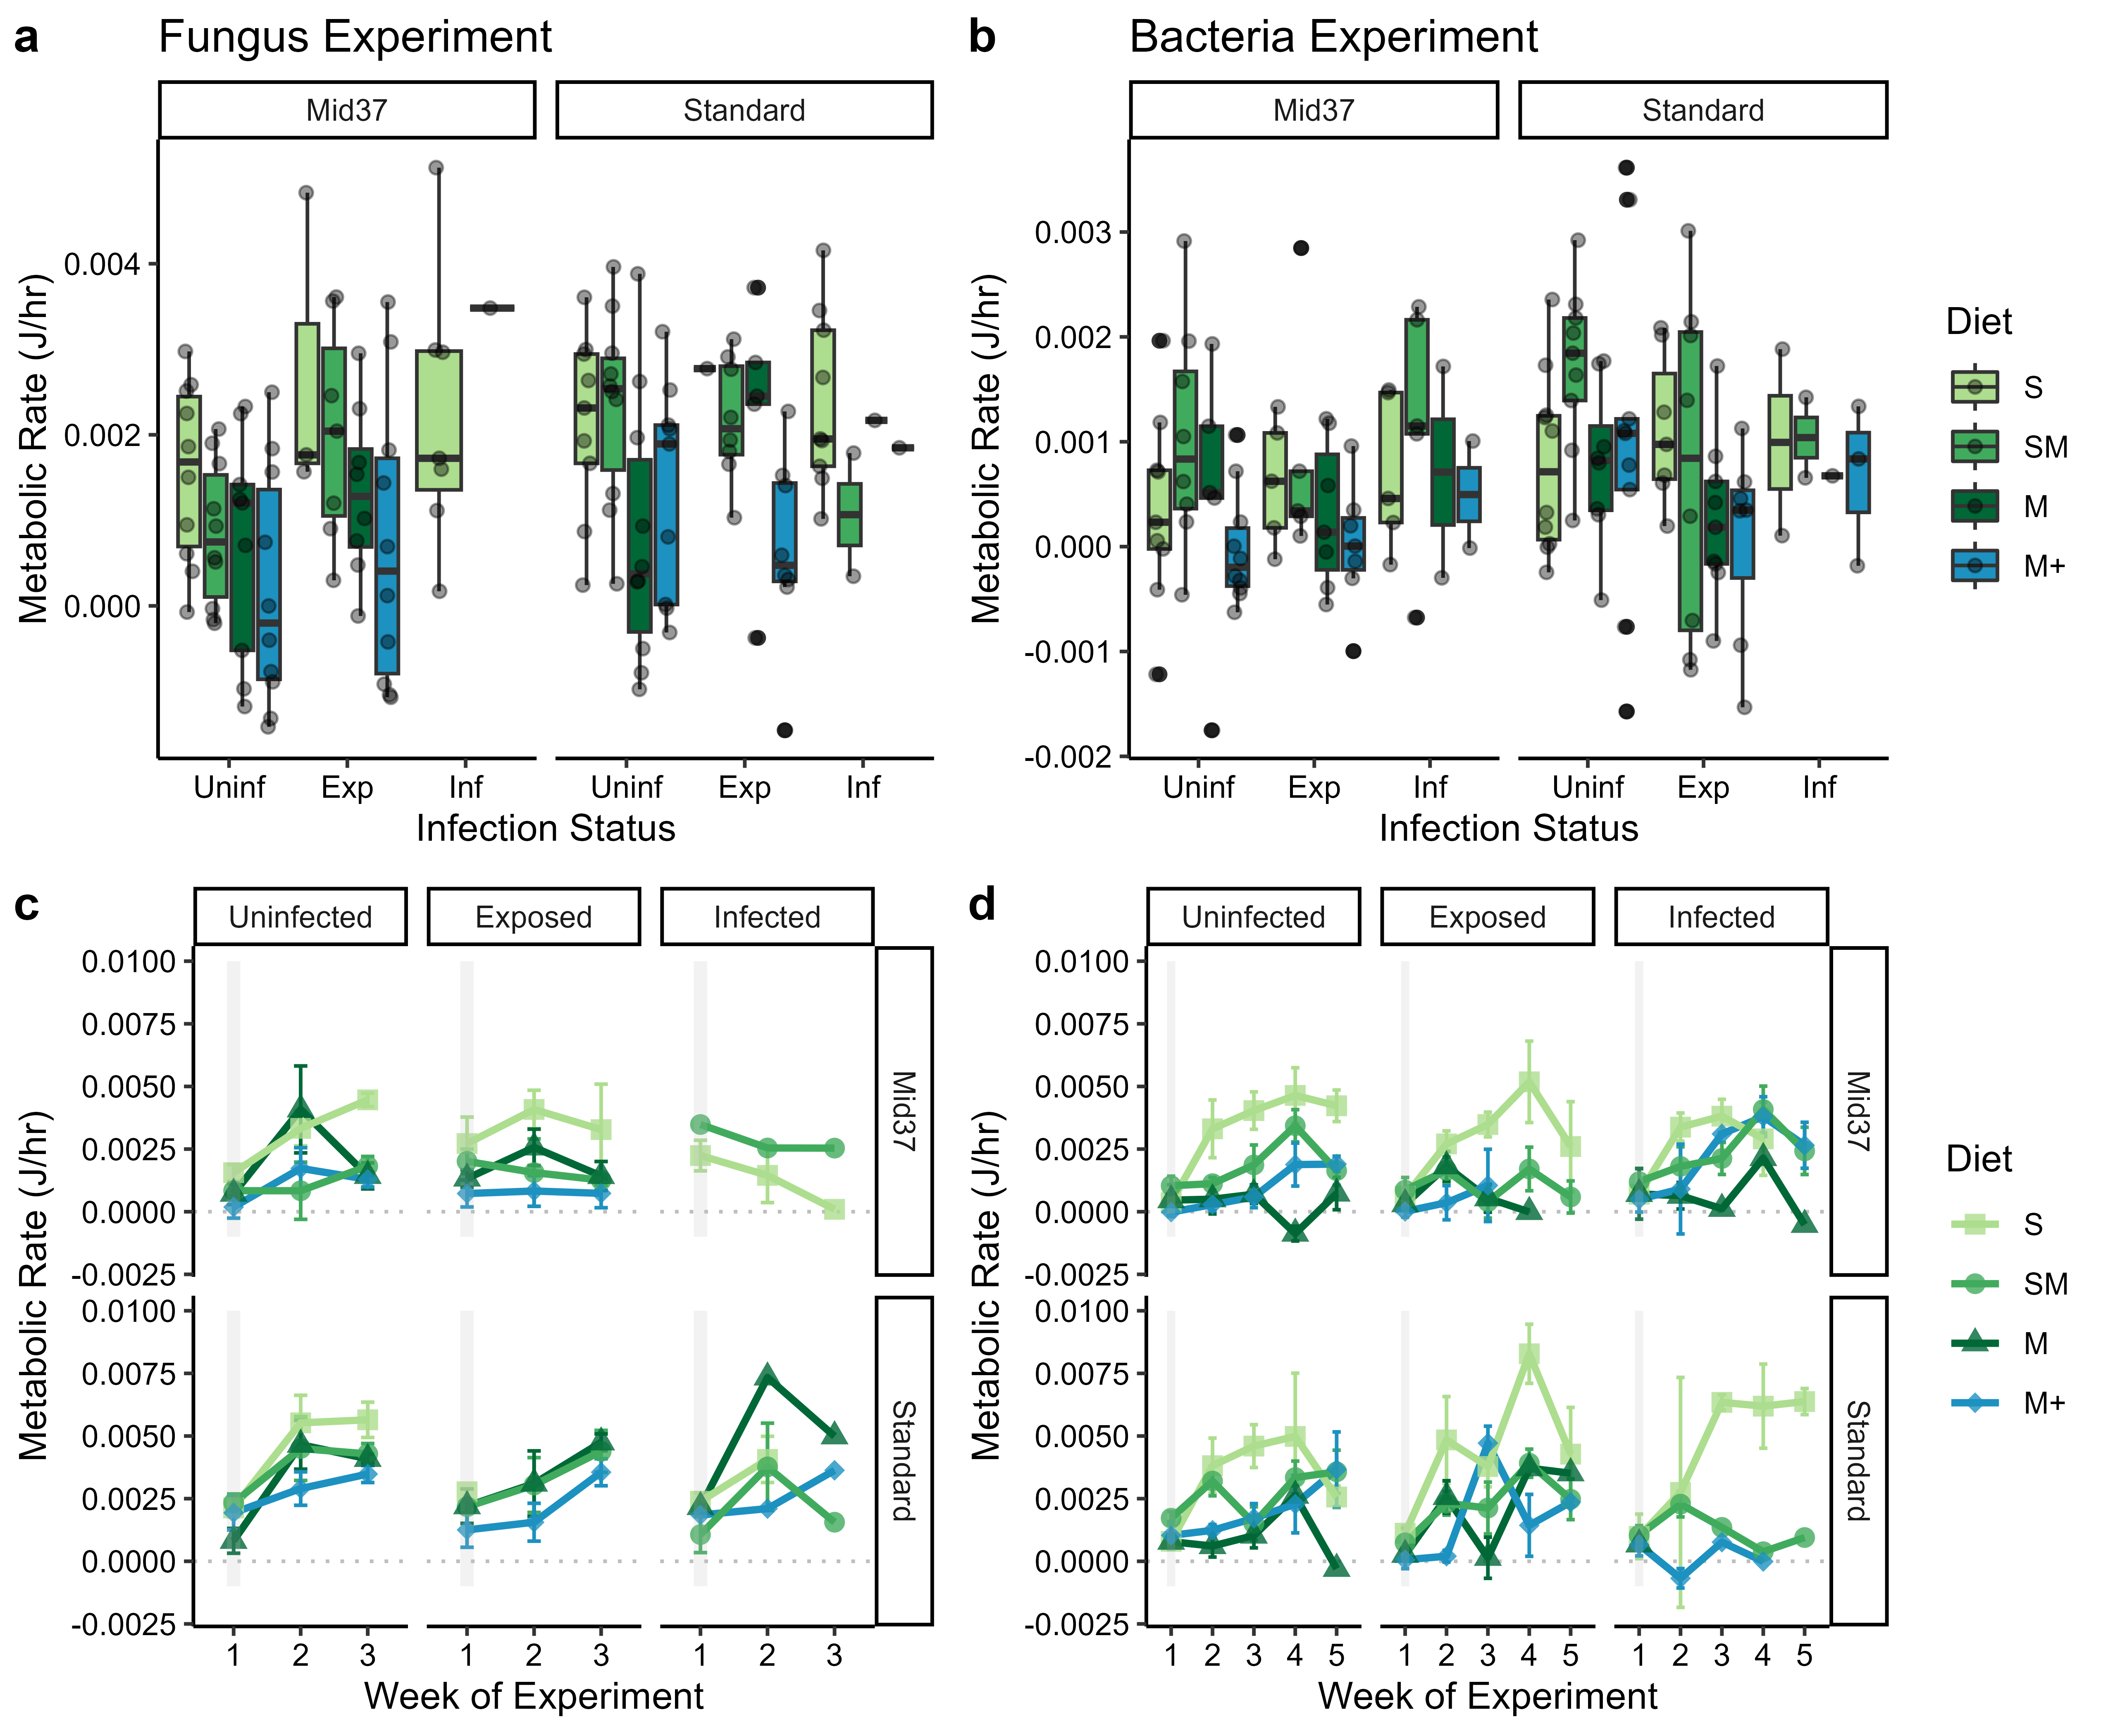 a Fungus Experiment
Mid37 Standard
0.004
0.002
0.000
Metabolic Rate (J/hr)
Uninf Exp Inf Uninf Exp Inf
Infection Status
b Bacteria Experiment
Mid37 Standard
0.003
0.002
0.001
0.000
-0.001
-0.002
Metabolic Rate (J/hr)
Uninf Exp Inf Uninf Exp Inf
Infection Status
Diet
S
SM
M
M+
c
Uninfected Exposed Infected
0.0100
0.0075
0.0050
0.0025
0.0000
-0.0025
Mid37
0.0100
0.0075
0.0050
0.0025
0.0000
-0.0025
Standard
Metabolic Rate (J/hr)
1 2 3 1 2 3 1 2 3
Week of Experiment
d
Uninfected Exposed Infected
0.0100
0.0075
0.0050
0.0025
0.0000
-0.0025
Mid37
0.0100
0.0075
0.0050
0.0025
0.0000
-0.0025
Standard
Metabolic Rate (J/hr)
1 2 3 4 5 1 2 3 4 5 1 2 3 4 5
Week of Experiment
Diet
S
SM
M
M+